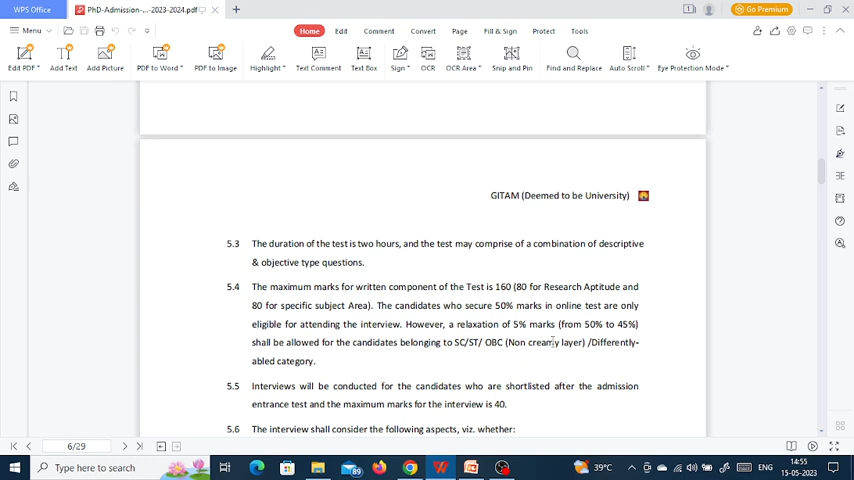 WPS Office
PhD-Admission-...-2023-2024.pdf
Go Premium
Menu
Home
Edit
Comment
Convert
Page
Fill & Sign
Protect
Tools
Edit PDF
Add Text
Add Picture
PDF to Word
PDF to Image
Highlight
Text Comment
Text Box
Sign
OCR
OCR Area
Snip and Pin
Find and Replace
Auto Scroll
Eye Protection Mode
GITAM (Deemed to be University)
5.3 The duration of the test is two hours, and the test may comprise of a combination of descriptive
& objective type questions.
5.4 The maximum marks for written component of the Test is 160 (80 for Research Aptitude and
80 for specific subject Area). The candidates who secure 50% marks in online test are only
eligible for attending the interview. However, a relaxation of 5% marks (from 50% to 45%)
shall be allowed for the candidates belonging to SC/ST/ OBC (Non creamy layer) /Differently-
abled category.
5.5 Interviews will be conducted for the candidates who are shortlisted after the admission
entrance test and the maximum marks for the interview is 40.
5.6 The interview shall consider the following aspects, viz. whether:
6/29
Type here to search
89
39°C
ENG
14:55
15-05-2023